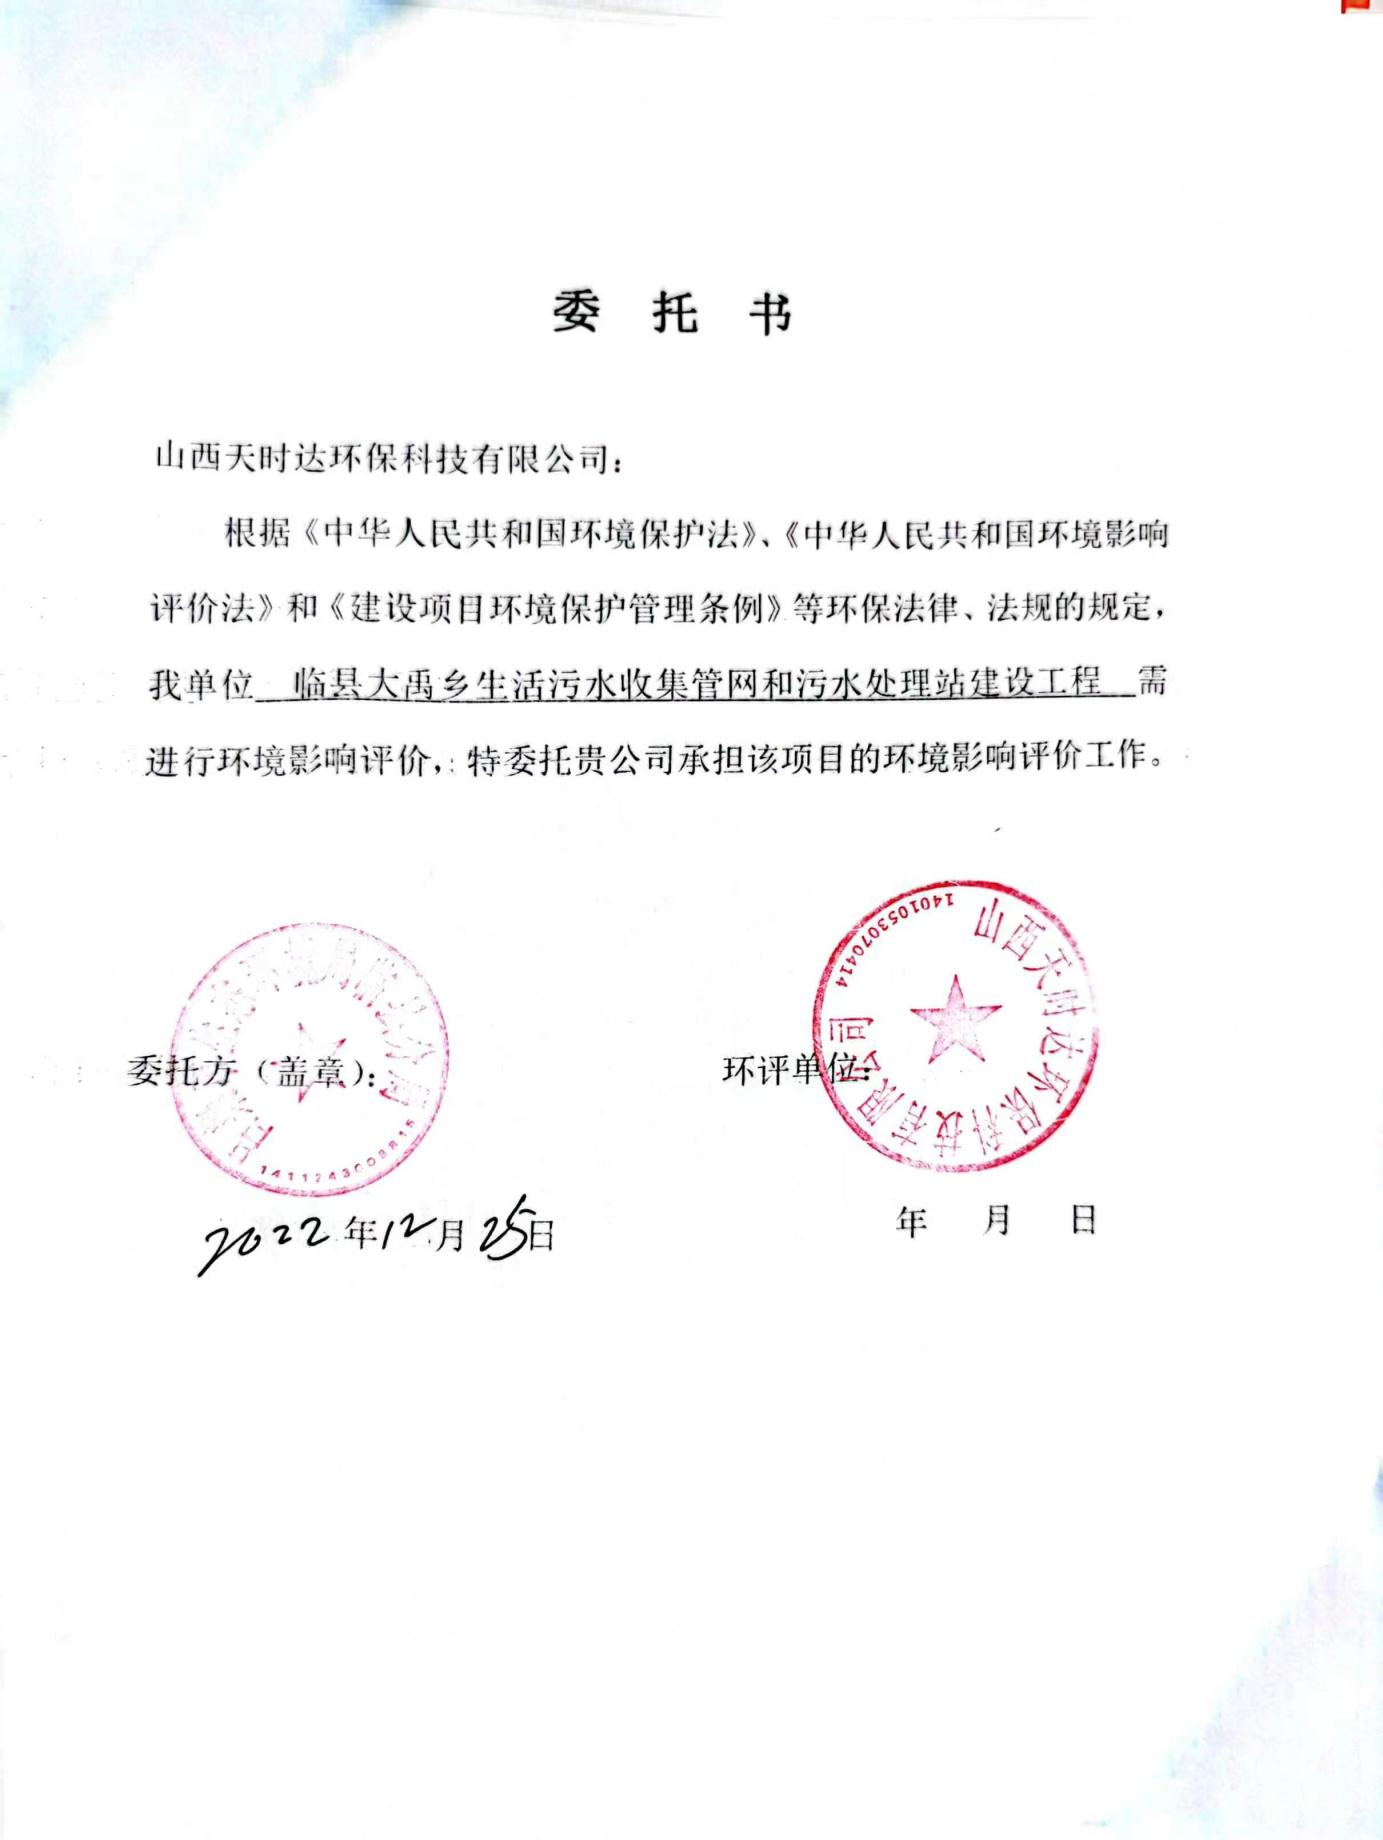 委托书
山西天时达环保科技有限公司：
根据《中华人民共和国环境保护法》、《中华人民共和国环境影响
评价法》和《建设项目环境保护管理条例》等环保法律、法规的规定，
我单位 临县大禹乡生活污水收集管网和污水处理站建设工程 需
进行环境影响评价，特委托贵公司承担该项目的环境影响评价工作。
委托方（盖章）：
环评单位：
山西天时达环保科技有限公司
1401053070414
2022年12月25日
年 月 日